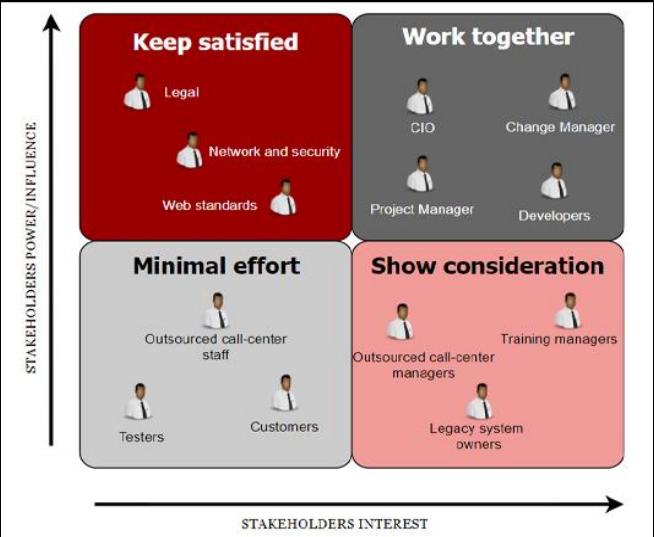 Keep satisfied
Work together
Legal
Network and security
Web standards
CIO
Change Manager
Project Manager
Developers
STAKEHOLDERS POWER/INFLUENCE
Minimal effort
Show consideration
Outsourced call-center
staff
Testers
Customers
Outsourced call-center
managers
Training managers
Legacy system
owners
STAKEHOLDERS INTEREST